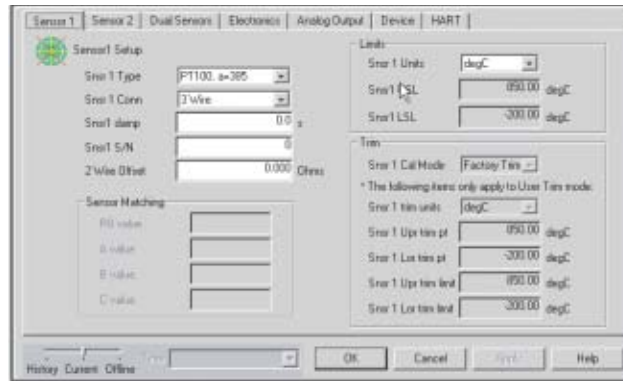 Sensor 1 | Sensor 2 | Dual Sensors | Electronics | Analog Output | Device | HART
Sensor1 Setup
Snsr 1 Type PT100, a=385
Snsr 1 Conn 3 Wire
Snsr1 damp 0.0 s
Snsr1 S/N 0
2 Wire Offset 0.000 Ohms
Sensor Matching
R0 value
A value
B value
C value
Limits
Snsr 1 Units degC
Snsr1 USL 850.00 degC
Snsr1 LSL -200.00 degC
Trim
Snsr 1 Cal Mode Factory Trim
* The following items only apply to User Trim mode:
Snsr 1 trim units degC
Snsr 1 Upr trim pt 850.00 degC
Snsr 1 Lor trim pt -200.00 degC
Snsr 1 Upr trim limit 850.00 degC
Snsr 1 Lor trim limit -200.00 degC
History Current Offline
OK Cancel Apply Help